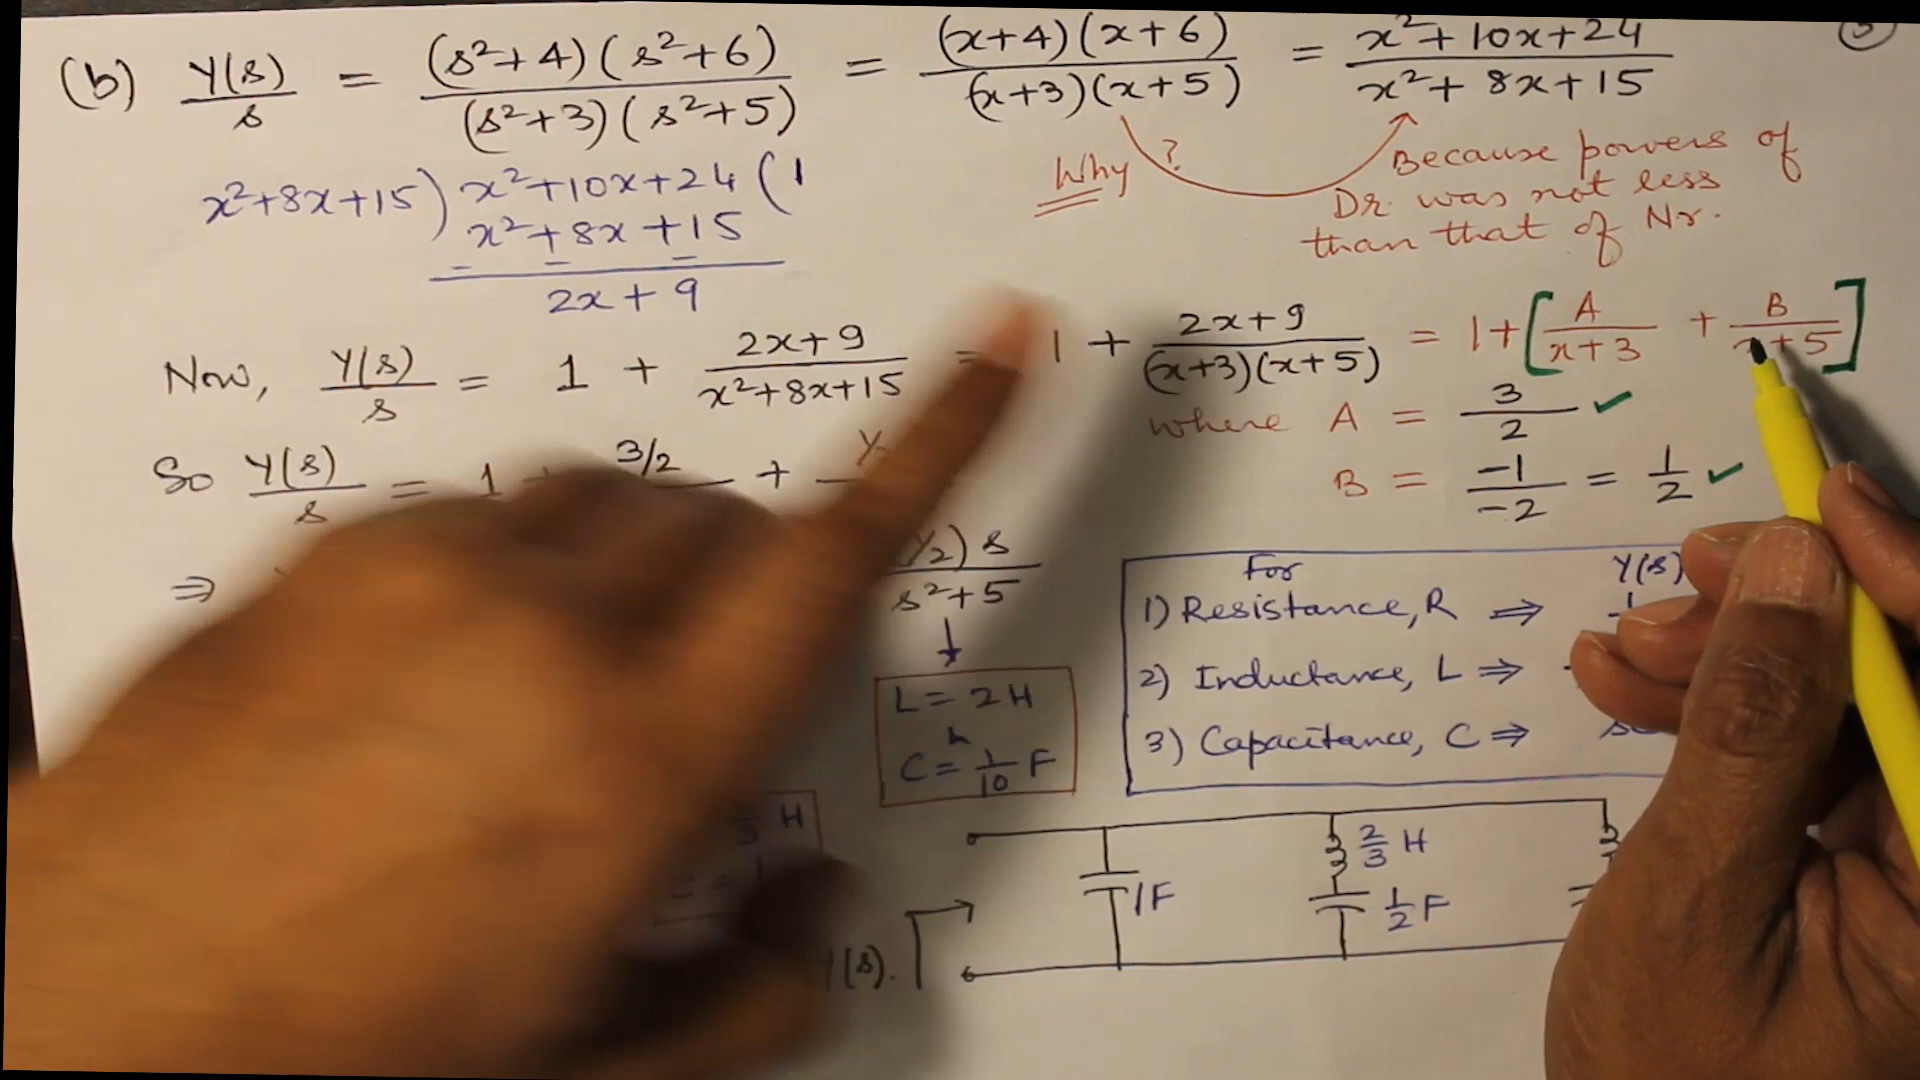 (b) Y(s)/s = (s²+4)(s²+6)/(s²+3)(s²+5) = (x+4)(x+6)/(x+3)(x+5) = x²+10x+24/x²+8x+15
Why?
Because powers of
Dr. was not less
than that of Nr.
x²+8x+15) x²+10x+24 (1
x²+8x+15
- - -
2x+9
Now, Y(s)/s = 1 + 2x+9/x²+8x+15 = 1 + 2x+9/(x+3)(x+5) = 1+[A/x+3 + B/x+5]
where A = 3/2 ✓
B = -1/-2 = 1/2 ✓
So Y(s)/s = 1 + 3/2 +
⇒
s²+5
L = 2H
C = 1/10 F
For Y(s)
1) Resistance, R ⇒
2) Inductance, L ⇒
3) Capacitance, C ⇒
H
1F
2/3 H
1/2 F
Y(s).